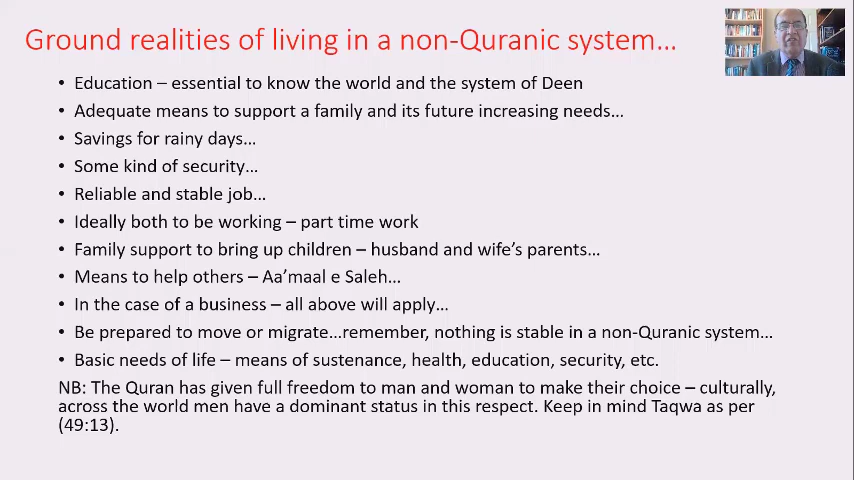 Ground realities of living in a non-Quranic system…
• Education – essential to know the world and the system of Deen
• Adequate means to support a family and its future increasing needs…
• Savings for rainy days…
• Some kind of security…
• Reliable and stable job…
• Ideally both to be working – part time work
• Family support to bring up children – husband and wife's parents…
• Means to help others – Aa'maal e Saleh…
• In the case of a business – all above will apply…
• Be prepared to move or migrate…remember, nothing is stable in a non-Quranic system…
• Basic needs of life – means of sustenance, health, education, security, etc.
NB: The Quran has given full freedom to man and woman to make their choice – culturally,
across the world men have a dominant status in this respect. Keep in mind Taqwa as per
(49:13).